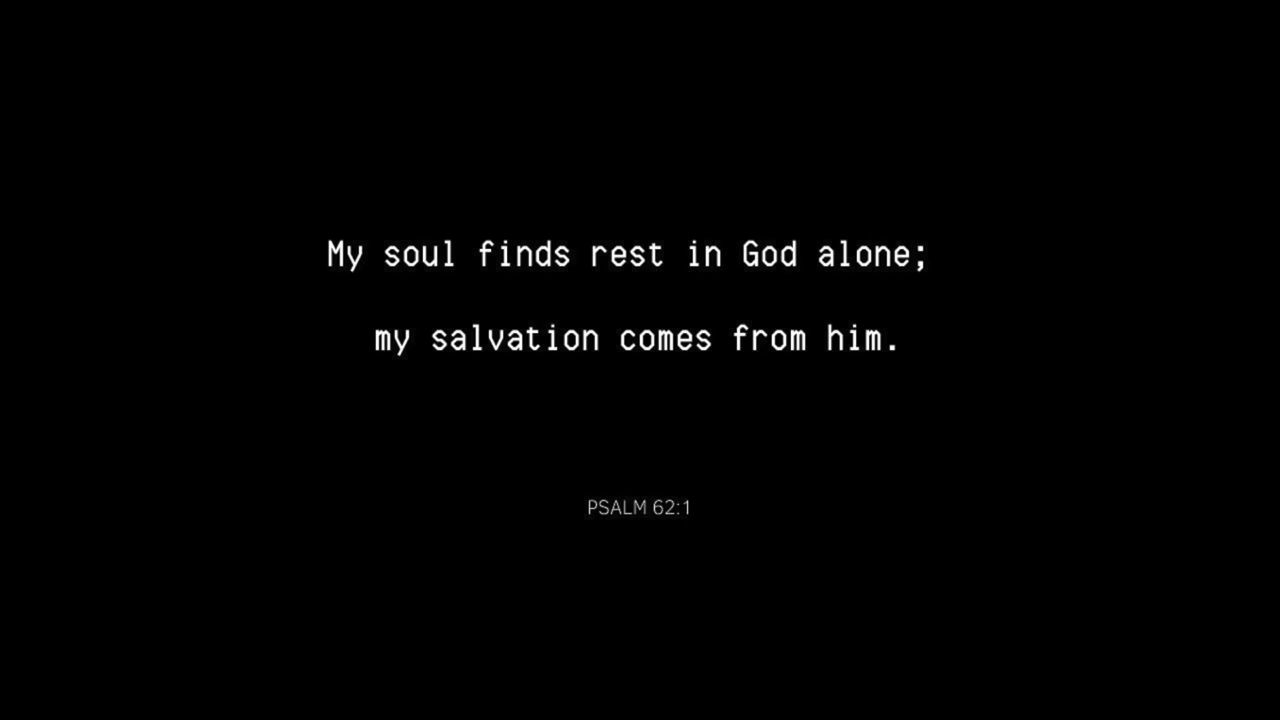 My soul finds rest in God alone;
my salvation comes from him.
PSALM 62:1